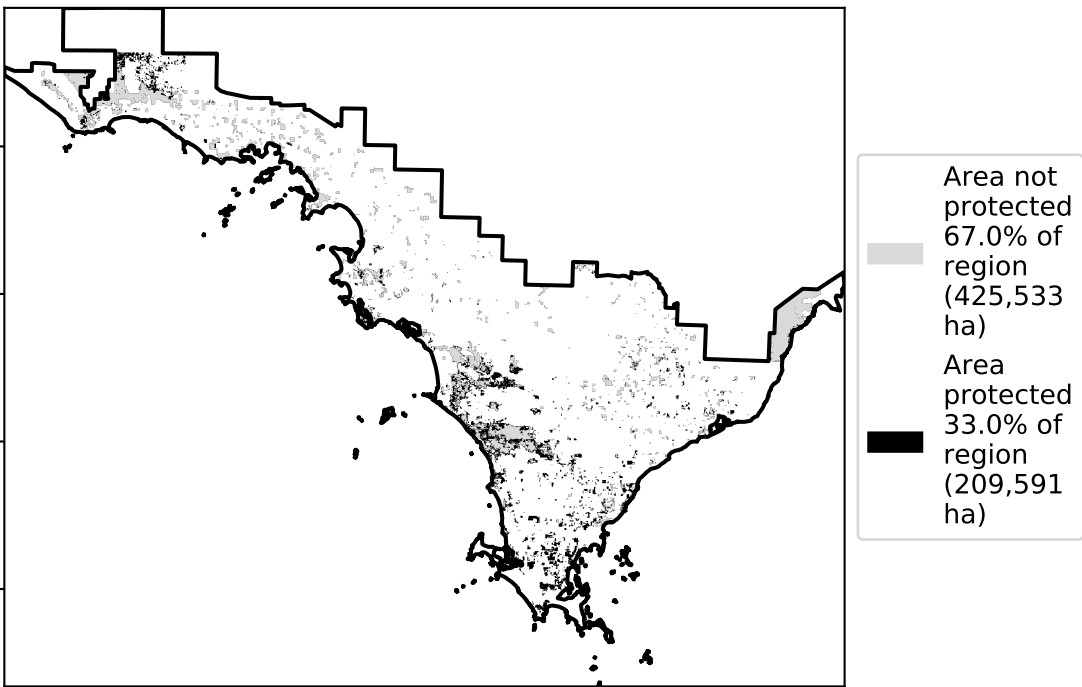 Area not
protected
67.0% of
region
(425,533
ha)
Area
protected
33.0% of
region
(209,591
ha)